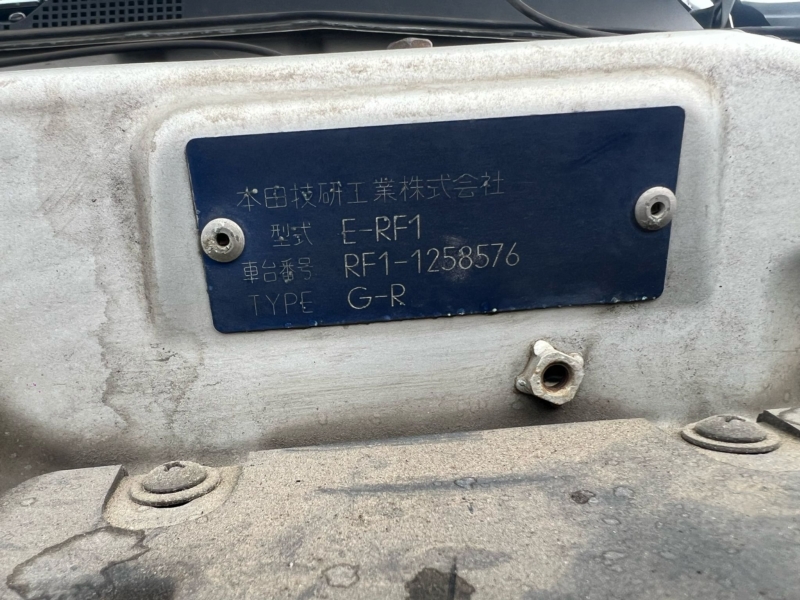 本田技研工業株式会社
型式 E-RF1
車台番号 RF1-1258576
TYPE G-R